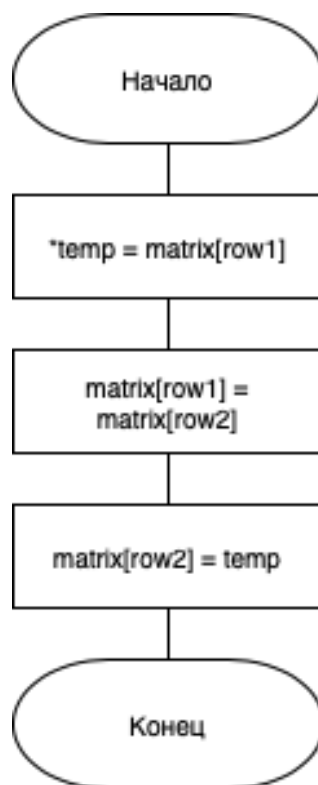 Начало
*temp = matrix[row1]
matrix[row1] =
matrix[row2]
matrix[row2] = temp
Конец